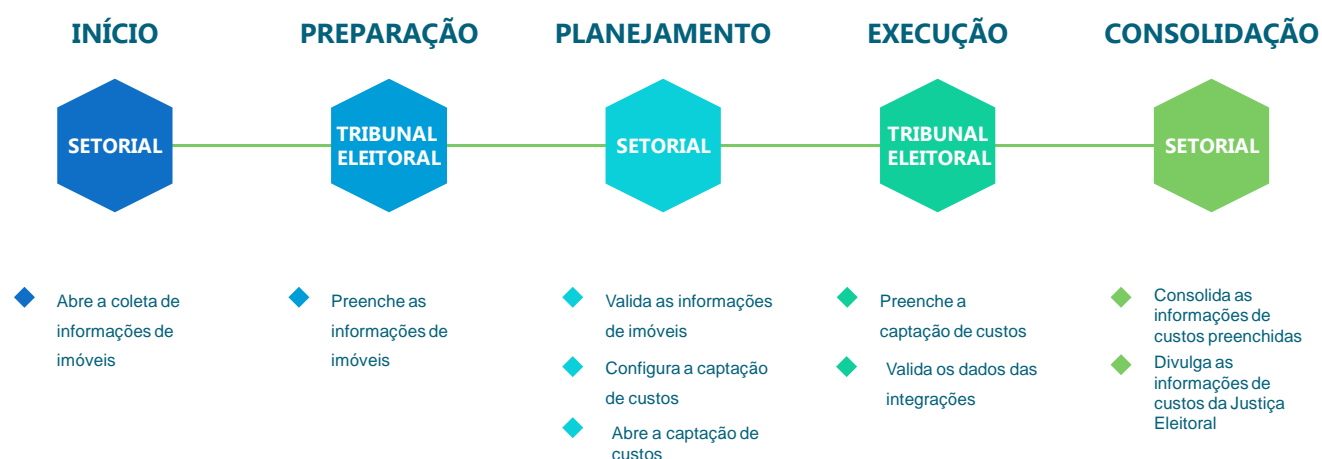 INÍCIO
PREPARAÇÃO
PLANEJAMENTO
EXECUÇÃO
CONSOLIDAÇÃO
SETORIAL
TRIBUNAL
ELEITORAL
SETORIAL
TRIBUNAL
ELEITORAL
SETORIAL
Abre a coleta de
informações de
imóveis
Preenche as
informações de
imóveis
Valida as informações
de imóveis
Configura a captação
de custos
Abre a captação de
custos
Preenche a
captação de custos
Valida os dados das
integrações
Consolida as
informações de
custos preenchidas
Divulga as
informações de
custos da Justiça
Eleitoral